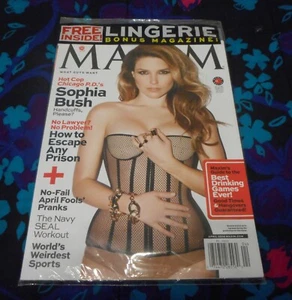 FREE INSIDE!
LINGERIE
BONUS MAGAZINE!
MAXIM
Hot Cop
Chicago P.D.'s
Sophia
Bush
Handcuffs,
Please?
No Lawyer?
No Problem!
How to
Escape
Any
Prison
+
No-Fail
April Fools'
Pranks
The Navy
SEAL
Workout
World's
Weirdest
Sports
Best
Drinking
Games
Ever!
Good Times